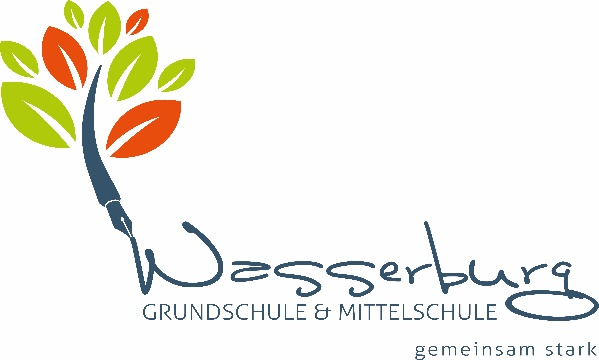 Wasserburg
GRUNDSCHULE & MITTELSCHULE
gemeinsam stark